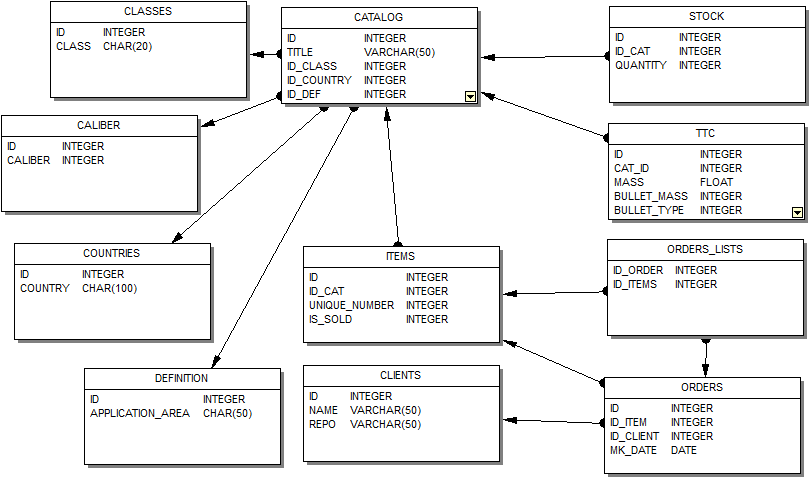 CLASSES
ID INTEGER
CLASS CHAR(20)
CATALOG
ID INTEGER
TITLE VARCHAR(50)
ID_CLASS INTEGER
ID_COUNTRY INTEGER
ID_DEF INTEGER
STOCK
ID INTEGER
ID_CAT INTEGER
QUANTITY INTEGER
CALIBER
ID INTEGER
CALIBER INTEGER
TTC
ID INTEGER
CAT_ID INTEGER
MASS FLOAT
BULLET_MASS INTEGER
BULLET_TYPE INTEGER
COUNTRIES
ID INTEGER
COUNTRY CHAR(100)
ITEMS
ID INTEGER
ID_CAT INTEGER
UNIQUE_NUMBER INTEGER
IS_SOLD INTEGER
ORDERS_LISTS
ID_ORDER INTEGER
ID_ITEMS INTEGER
DEFINITION
ID INTEGER
APPLICATION_AREA CHAR(50)
CLIENTS
ID INTEGER
NAME VARCHAR(50)
REPO VARCHAR(50)
ORDERS
ID INTEGER
ID_ITEM INTEGER
ID_CLIENT INTEGER
MK_DATE DATE